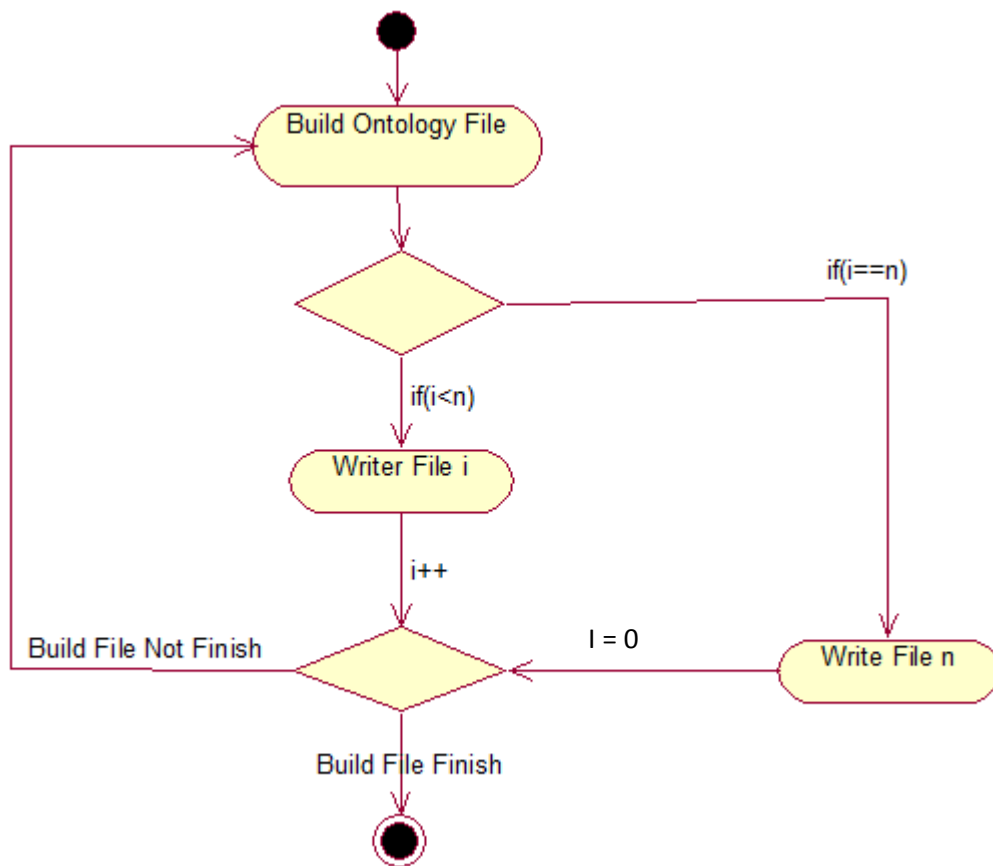 Build Ontology File
if(i==n)
if(i<n)
Writer File i
i++
Build File Not Finish
I = 0
Write File n
Build File Finish